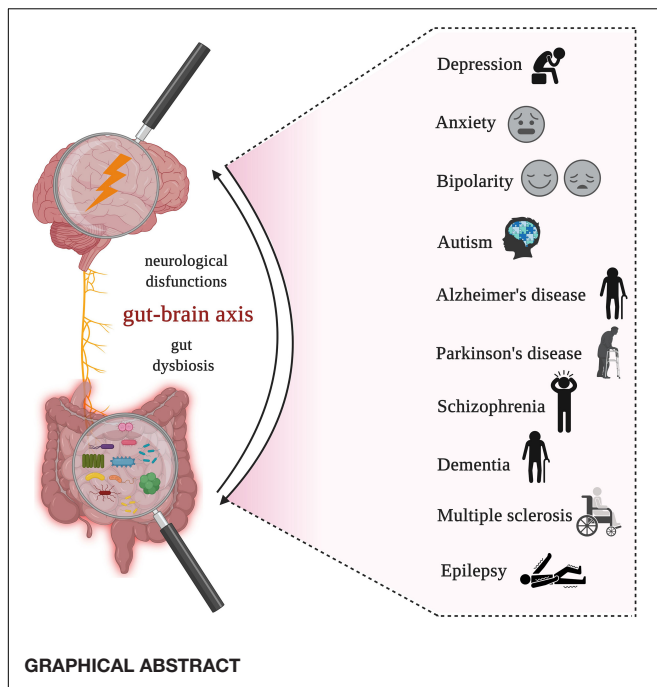 neurological
disfunctions
gut-brain axis
gut
dysbiosis
Depression
Anxiety
Bipolarity
Autism
Alzheimer's disease
Parkinson's disease
Schizophrenia
Dementia
Multiple sclerosis
Epilepsy
GRAPHICAL ABSTRACT